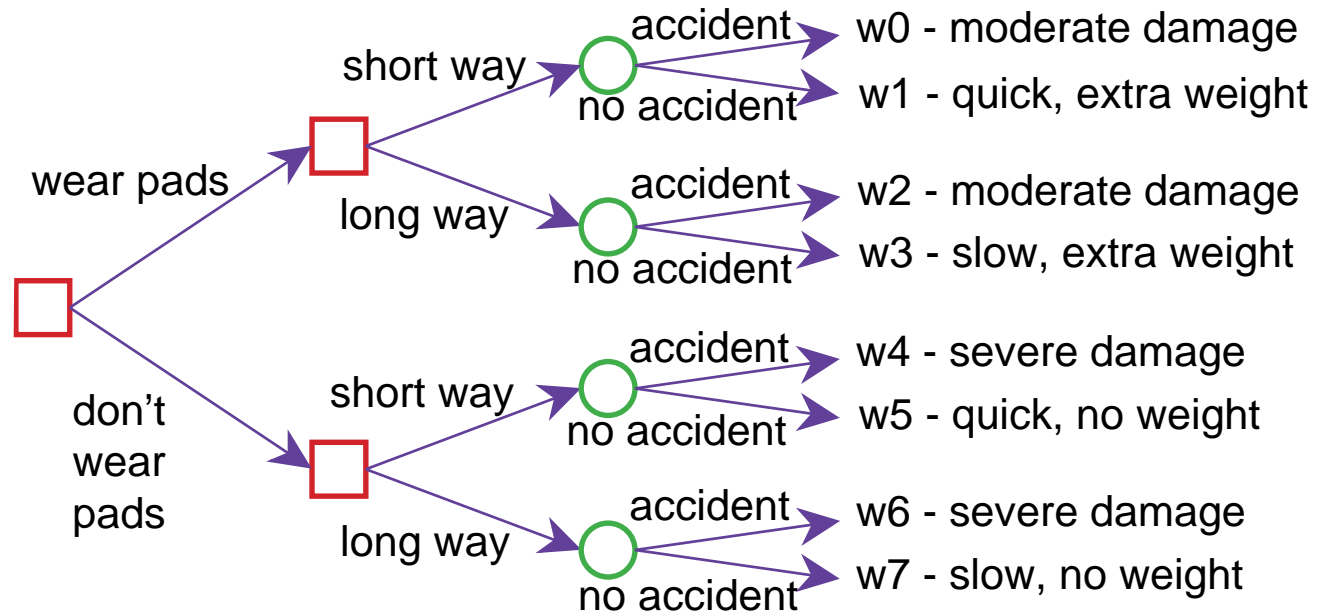 accident
w0 - moderate damage
short way
no accident
w1 - quick, extra weight
wear pads
accident
w2 - moderate damage
long way
no accident
w3 - slow, extra weight
accident
w4 - severe damage
short way
no accident
w5 - quick, no weight
don't
wear
pads
accident
w6 - severe damage
long way
no accident
w7 - slow, no weight